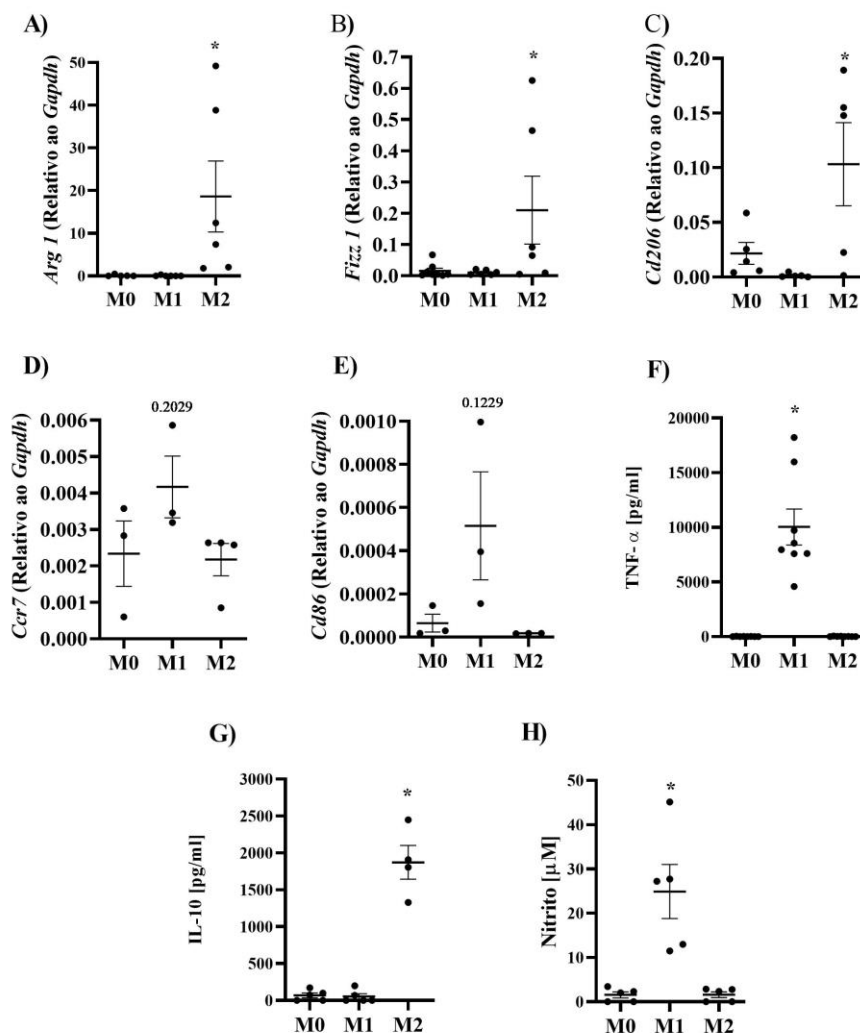 A)
Arg 1 (Relativo ao Gapdh)
50
40
30
20
10
0
*
M0 M1 M2
B)
Fizz 1 (Relativo ao Gapdh)
0.7
0.6
0.5
0.4
0.3
0.2
0.1
0.0
*
M0 M1 M2
C)
Cd206 (Relativo ao Gapdh)
0.20
0.15
0.10
0.05
0.00
*
M0 M1 M2
D)
Ccr7 (Relativo ao Gapdh)
0.006
0.005
0.004
0.003
0.002
0.001
0.000
0.2029
M0 M1 M2
E)
Cd86 (Relativo ao Gapdh)
0.0010
0.0008
0.0006
0.0004
0.0002
0.0000
0.1229
M0 M1 M2
F)
TNF- α [pg/ml]
20000
15000
10000
5000
0
*
M0 M1 M2
G)
IL-10 [pg/ml]
3000
2500
2000
1500
1000
500
0
*
M0 M1 M2
H)
Nitrito [μM]
50
40
30
20
10
0
*
M0 M1 M2